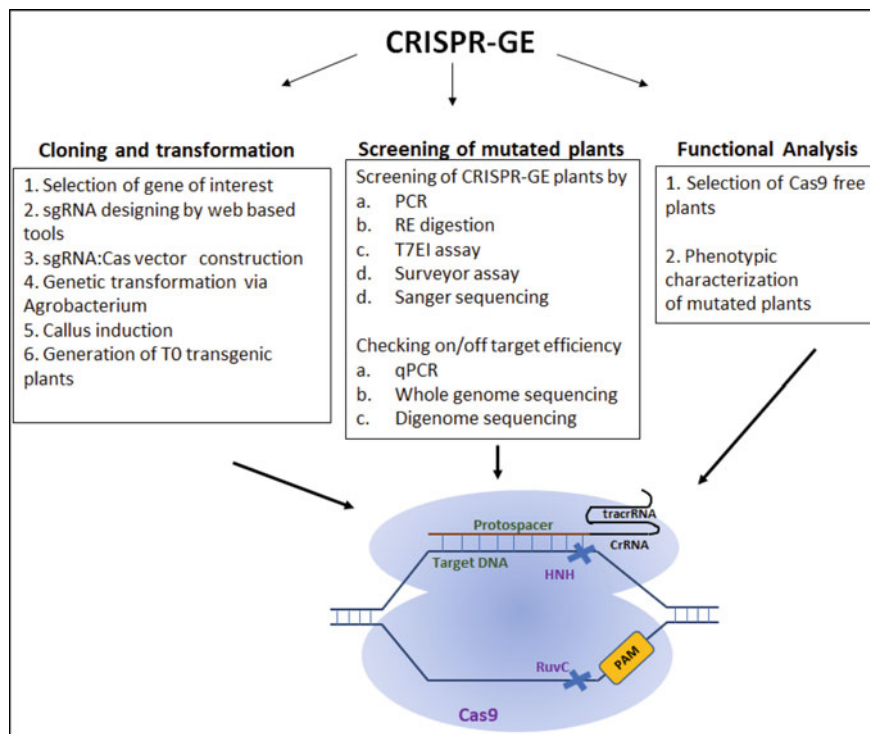 CRISPR-GE
Cloning and transformation
1. Selection of gene of interest
2. sgRNA designing by web based
tools
3. sgRNA:Cas vector construction
4. Genetic transformation via
Agrobacterium
5. Callus induction
6. Generation of T0 transgenic
plants
Screening of mutated plants
Screening of CRISPR-GE plants by
a. PCR
b. RE digestion
c. T7EI assay
d. Surveyor assay
d. Sanger sequencing
Checking on/off target efficiency
a. qPCR
b. Whole genome sequencing
c. Digenome sequencing
Functional Analysis
1. Selection of Cas9 free
plants
2. Phenotypic
characterization
of mutated plants
tracrRNA
Protospacer
CrRNA
Target DNA
HNH
RuvC
PAM
Cas9